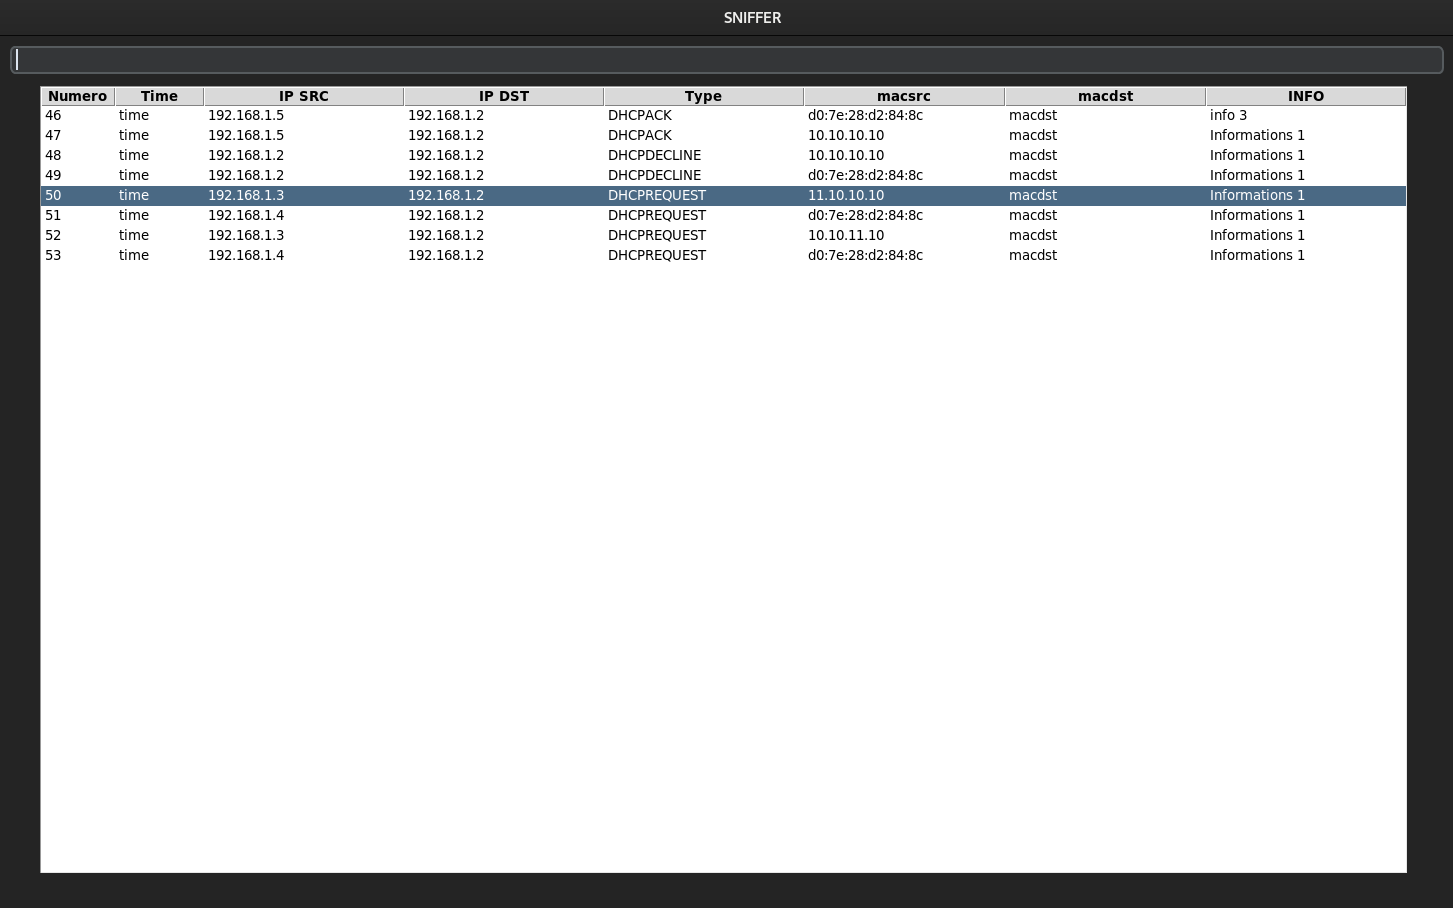 SNIFFER
Numero Time IP SRC IP DST Type macsrc macdst INFO
46 time 192.168.1.5 192.168.1.2 DHCPACK d0:7e:28:d2:84:8c macdst info 3
47 time 192.168.1.5 192.168.1.2 DHCPACK 10.10.10.10 macdst Informations 1
48 time 192.168.1.2 192.168.1.2 DHCPDECLINE 10.10.10.10 macdst Informations 1
49 time 192.168.1.2 192.168.1.2 DHCPDECLINE d0:7e:28:d2:84:8c macdst Informations 1
50 time 192.168.1.3 192.168.1.2 DHCPREQUEST 11.10.10.10 macdst Informations 1
51 time 192.168.1.4 192.168.1.2 DHCPREQUEST d0:7e:28:d2:84:8c macdst Informations 1
52 time 192.168.1.3 192.168.1.2 DHCPREQUEST 10.10.11.10 macdst Informations 1
53 time 192.168.1.4 192.168.1.2 DHCPREQUEST d0:7e:28:d2:84:8c macdst Informations 1